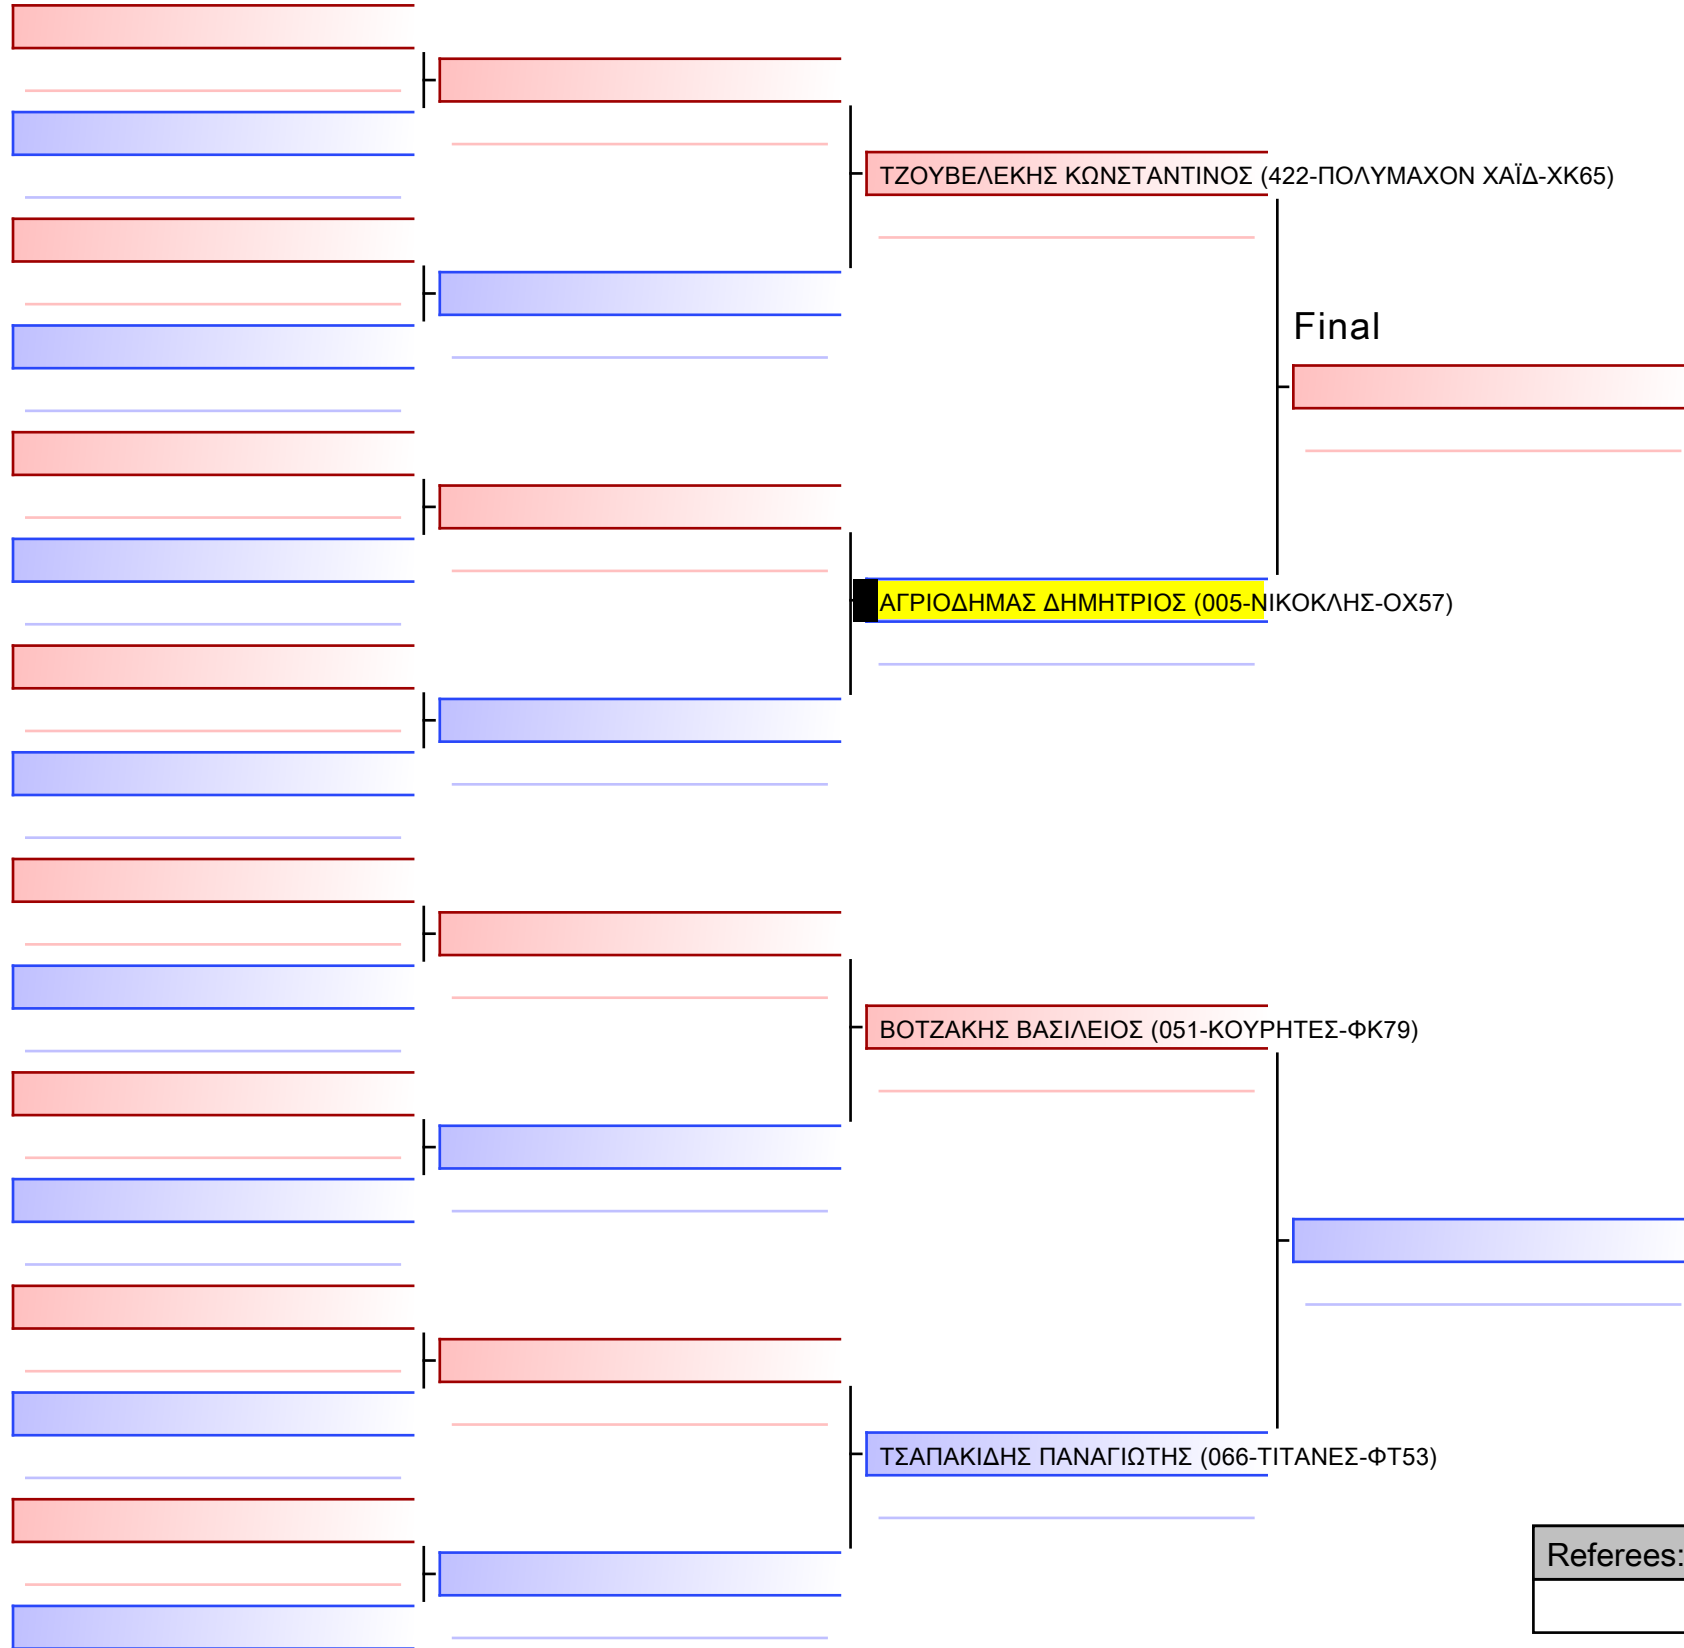 ΤΖΟΥΒΕΛΕΚΗΣ ΚΩΝΣΤΑΝΤΙΝΟΣ (422-ΠΟΛΥΜΑΧΟΝ ΧΑΪΔ-ΧΚ65)
Final
ΑΓΡΙΟΔΗΜΑΣ ΔΗΜΗΤΡΙΟΣ (005-ΝΙΚΟΚΛΗΣ-ΟΧ57)
ΒΟΤΖΑΚΗΣ ΒΑΣΙΛΕΙΟΣ (051-ΚΟΥΡΗΤΕΣ-ΦΚ79)
ΤΣΑΠΑΚΙΔΗΣ ΠΑΝΑΓΙΩΤΗΣ (066-ΤΙΤΑΝΕΣ-ΦΤ53)
Referees: